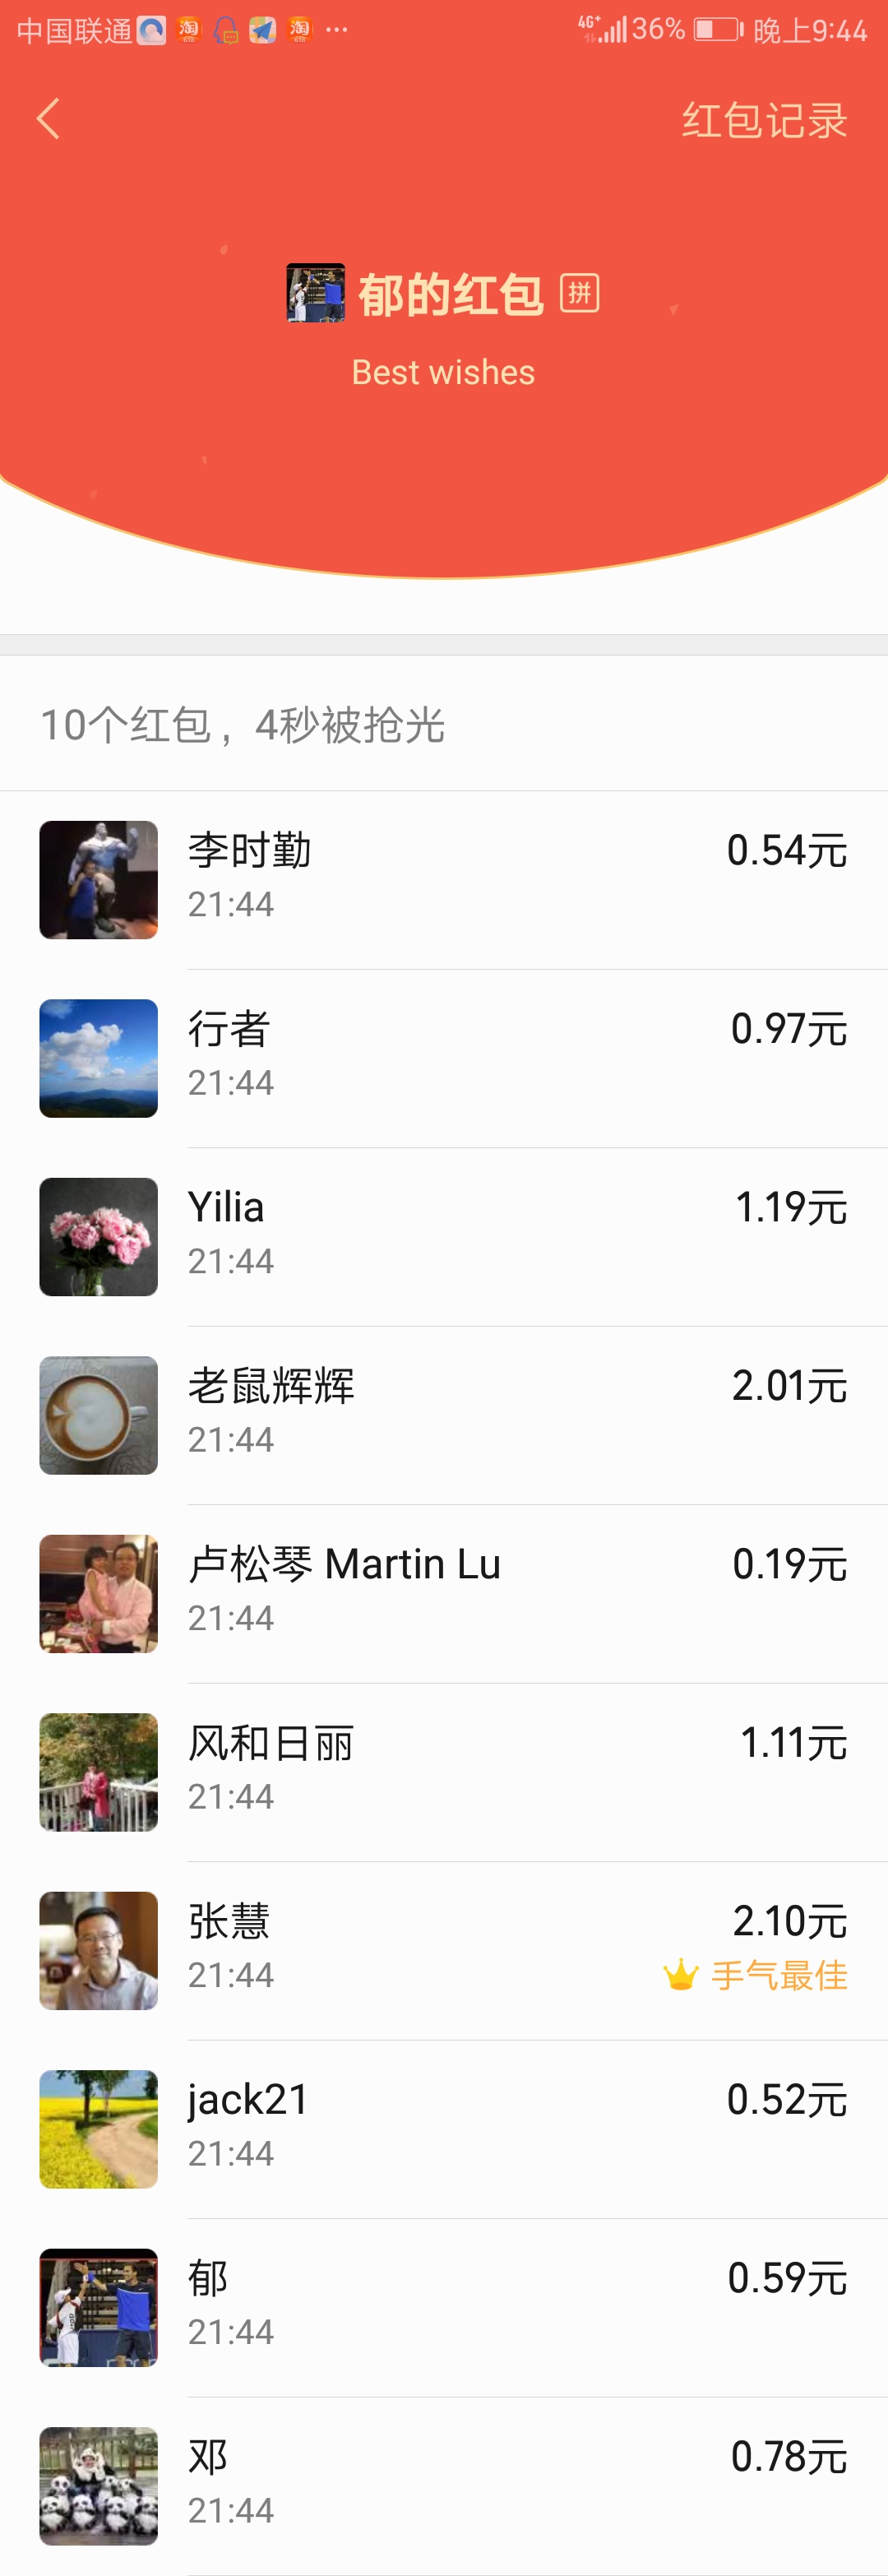 中国联通 36% 晚上9:44
红包记录
郁的红包 拼
Best wishes
10个红包，4秒被抢光
李时勤 0.54元
21:44
行者 0.97元
21:44
Yilia 1.19元
21:44
老鼠辉辉 2.01元
21:44
卢松琴 Martin Lu 0.19元
21:44
风和日丽 1.11元
21:44
张慧 2.10元
21:44 手气最佳
jack21 0.52元
21:44
郁 0.59元
21:44
邓 0.78元
21:44